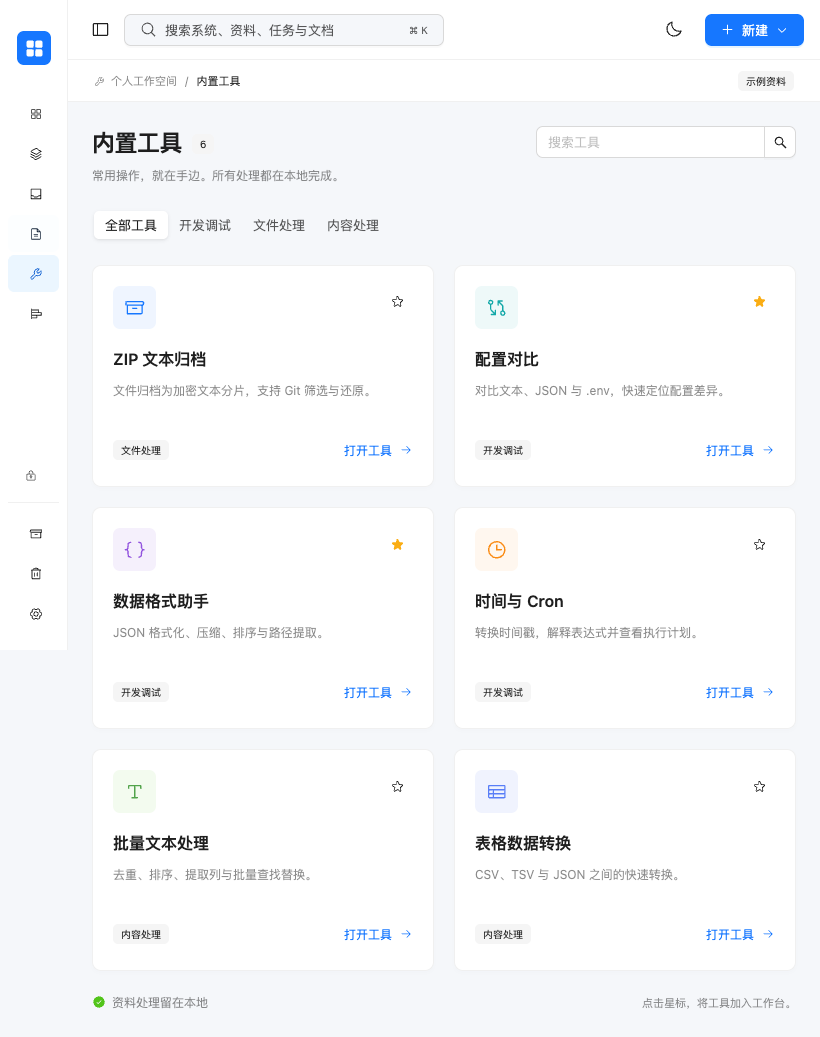 搜索系统、资料、任务与文档 ⌘ K
+ 新建
个人工作空间 / 内置工具
示例资料
内置工具 6
搜索工具
常用操作，就在手边。所有处理都在本地完成。
全部工具 开发调试 文件处理 内容处理
ZIP 文本归档
文件归档为加密文本分片，支持 Git 筛选与还原。
文件处理 打开工具 →
配置对比
对比文本、JSON 与 .env，快速定位配置差异。
开发调试 打开工具 →
{ }
数据格式助手
JSON 格式化、压缩、排序与路径提取。
开发调试 打开工具 →
时间与 Cron
转换时间戳，解释表达式并查看执行计划。
开发调试 打开工具 →
T
批量文本处理
去重、排序、提取列与批量查找替换。
内容处理 打开工具 →
表格数据转换
CSV、TSV 与 JSON 之间的快速转换。
内容处理 打开工具 →
资料处理留在本地
点击星标，将工具加入工作台。